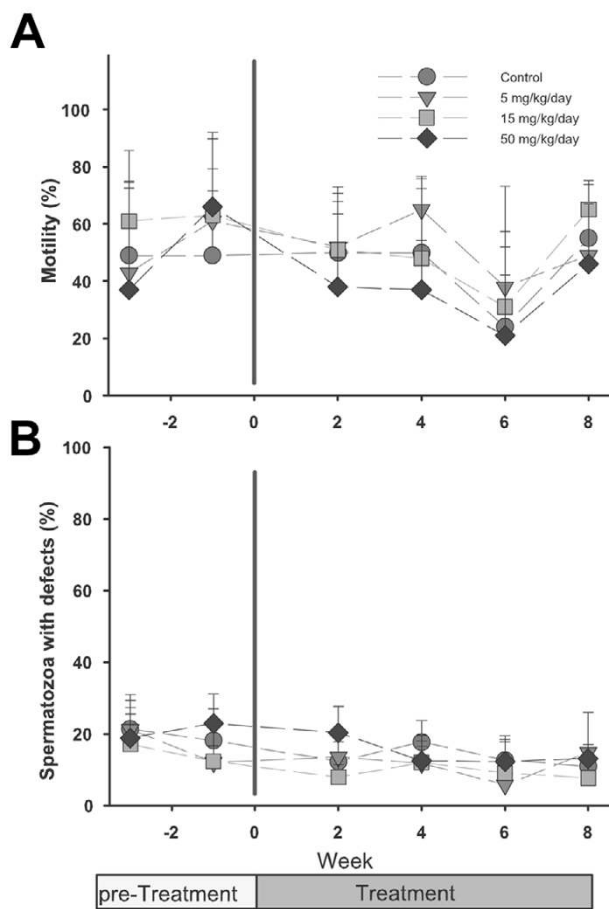 A
Motility (%)
100
80
60
40
20
0
Control
5 mg/kg/day
15 mg/kg/day
50 mg/kg/day
-2 0 2 4 6 8
B
Spermatozoa with defects (%)
100
80
60
40
20
0
-2 0 2 4 6 8
Week
pre-Treatment Treatment